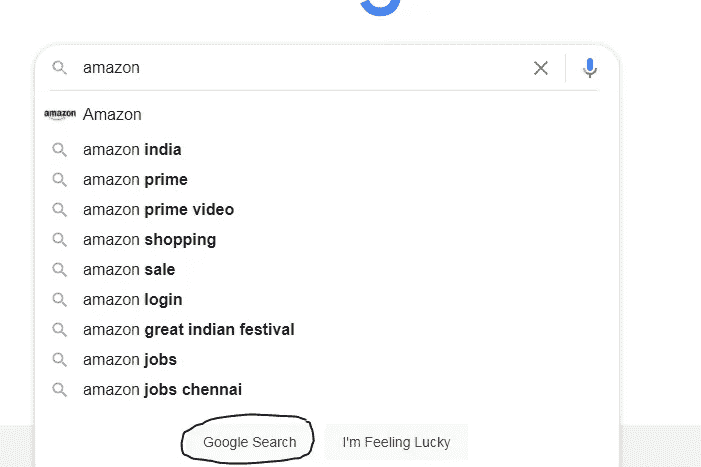 amazon
amazon Amazon
amazon india
amazon prime
amazon prime video
amazon shopping
amazon sale
amazon login
amazon great indian festival
amazon jobs
amazon jobs chennai
Google Search I'm Feeling Lucky